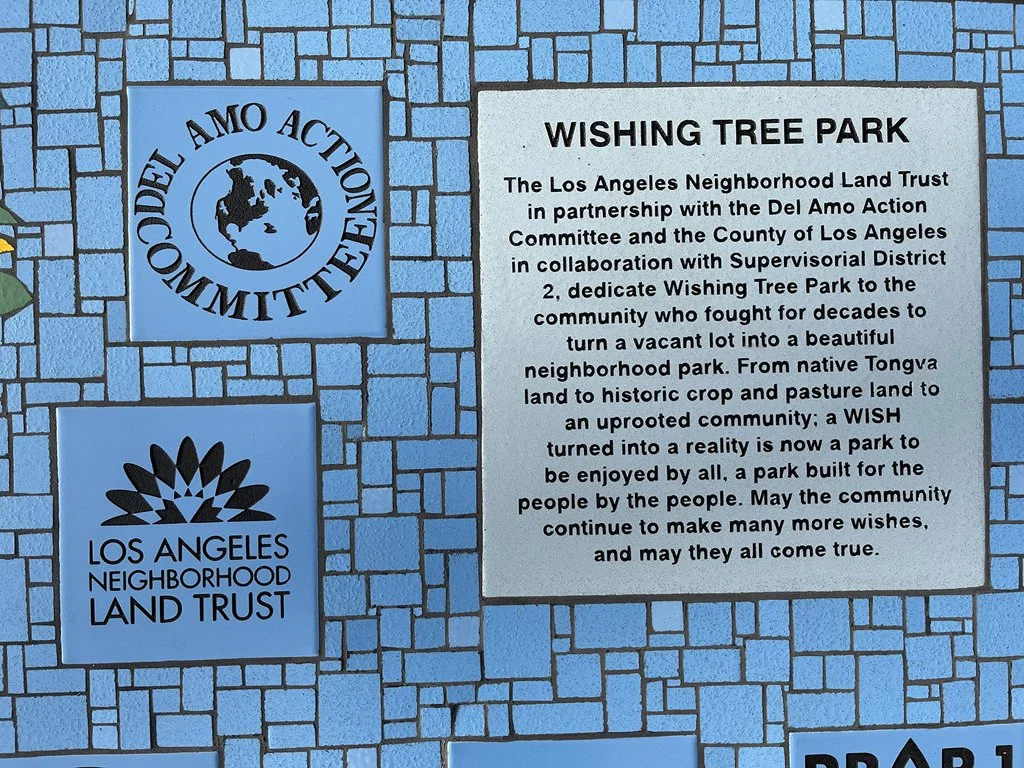 DEL AMO ACTION
COMMITTEE
LOS ANGELES
NEIGHBORHOOD
LAND TRUST
WISHING TREE PARK
The Los Angeles Neighborhood Land Trust
in partnership with the Del Amo Action
Committee and the County of Los Angeles
in collaboration with Supervisorial District
2, dedicate Wishing Tree Park to the
community who fought for decades to
turn a vacant lot into a beautiful
neighborhood park. From native Tongva
land to historic crop and pasture land to
an uprooted community; a WISH
turned into a reality is now a park to
be enjoyed by all, a park built for the
people by the people. May the community
continue to make many more wishes,
and may they all come true.